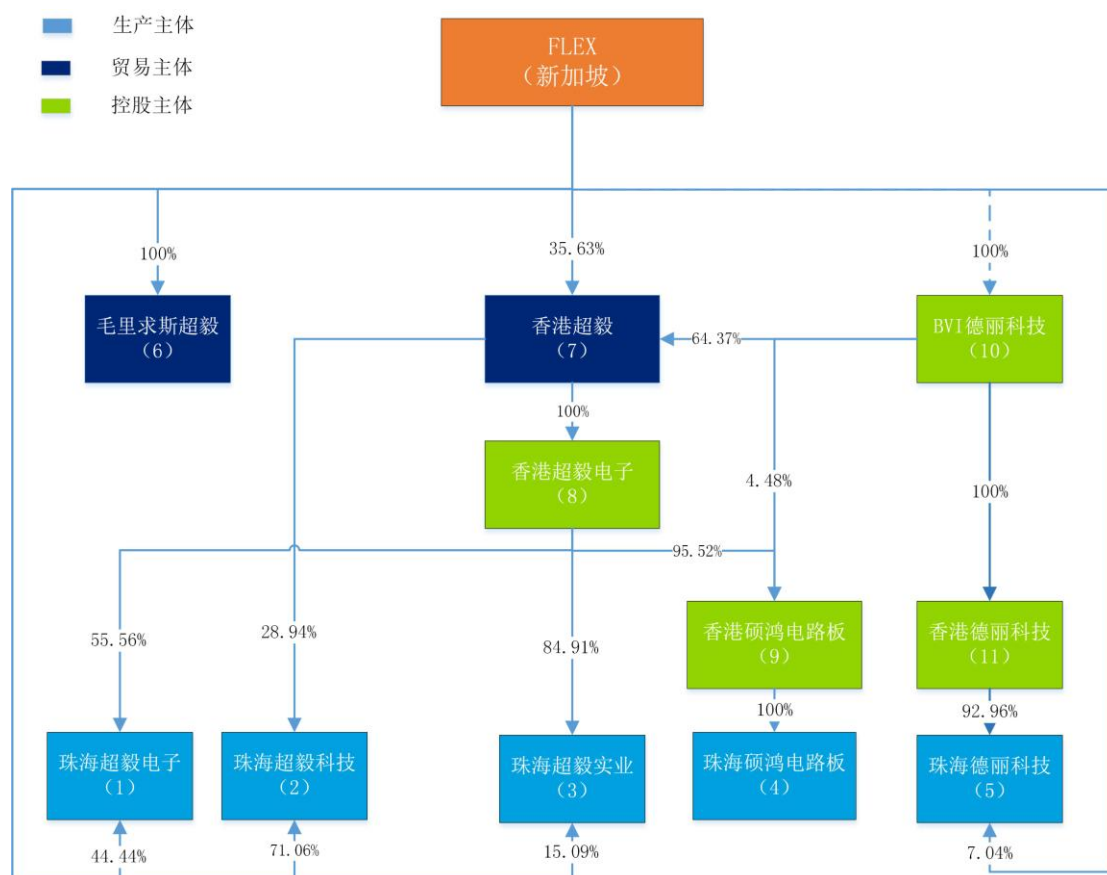 生产主体
贸易主体
控股主体
FLEX
（新加坡）
100%
35.63%
100%
毛里求斯超毅
（6）
香港超毅
（7）
64.37%
BVI德丽科技
（10）
100%
香港超毅电子
（8）
4.48%
100%
95.52%
55.56%
28.94%
84.91%
香港硕鸿电路板
（9）
香港德丽科技
（11）
100%
92.96%
珠海超毅电子
（1）
珠海超毅科技
（2）
珠海超毅实业
（3）
珠海硕鸿电路板
（4）
珠海德丽科技
（5）
44.44%
71.06%
15.09%
7.04%